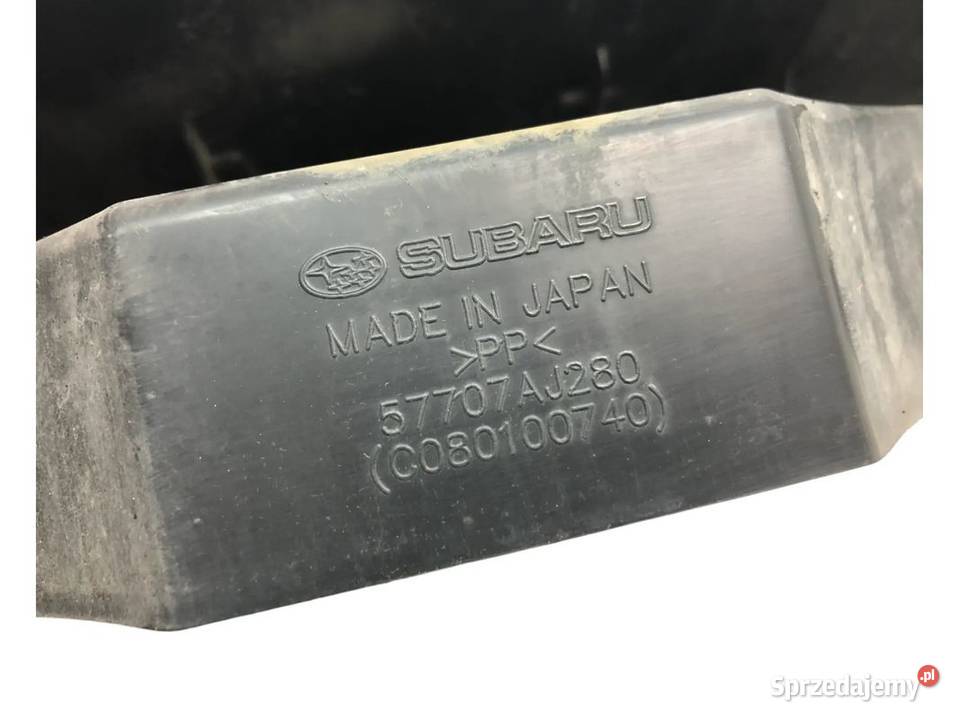 SUBARU
MADE IN JAPAN
>PP<
57707AJ280
(C080100740)
Sprzedajemy.pl